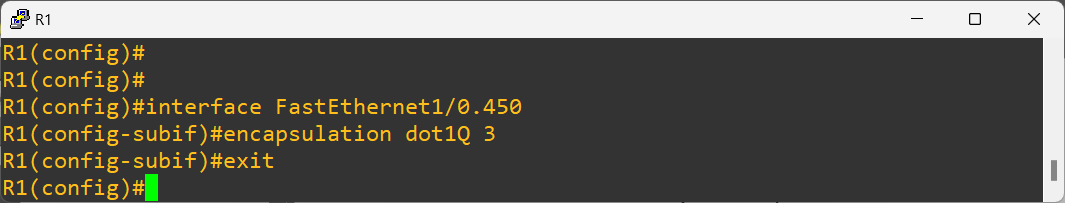 R1
R1(config)#
R1(config)#
R1(config)#interface FastEthernet1/0.450
R1(config-subif)#encapsulation dot1Q 3
R1(config-subif)#exit
R1(config)#